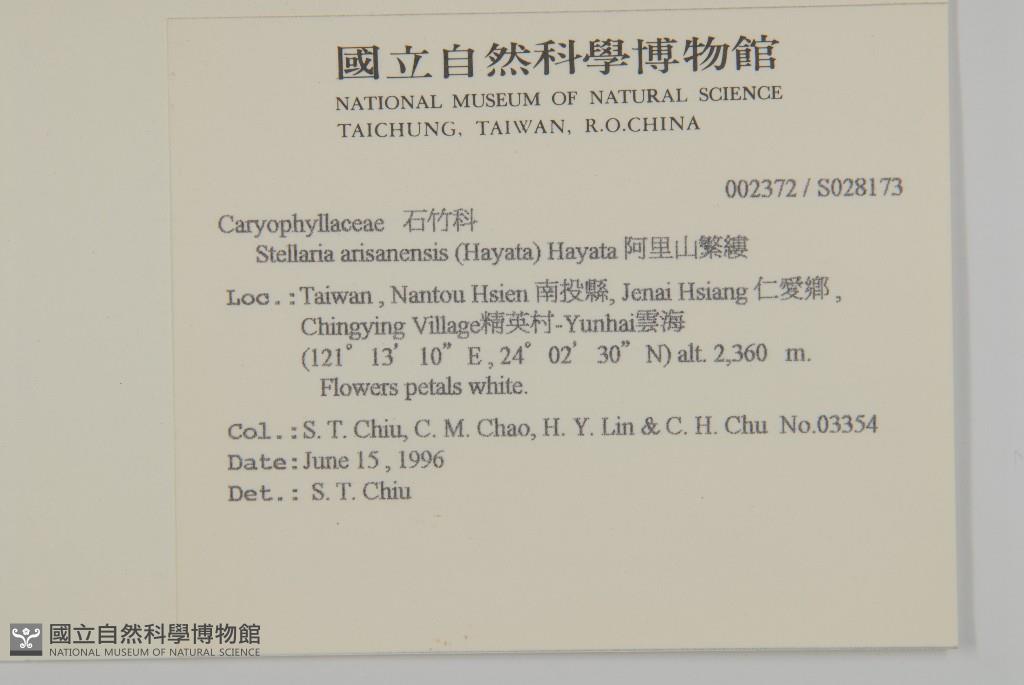 國立自然科學博物館
NATIONAL MUSEUM OF NATURAL SCIENCE
TAICHUNG, TAIWAN, R.O.CHINA
002372 / S028173
Caryophyllaceae 石竹科
Stellaria arisanensis (Hayata) Hayata 阿里山繁縷
Loc.:Taiwan , Nantou Hsien 南投縣, Jenai Hsiang 仁愛鄉 ,
Chingying Village精英村-Yunhai雲海
(121° 13′ 10″ E , 24° 02′ 30″ N) alt. 2,360 m.
Flowers petals white.
Col.:S. T. Chiu, C. M. Chao, H. Y. Lin & C. H. Chu No.03354
Date:June 15 , 1996
Det.: S. T. Chiu
國立自然科學博物館
NATIONAL MUSEUM OF NATURAL SCIENCE